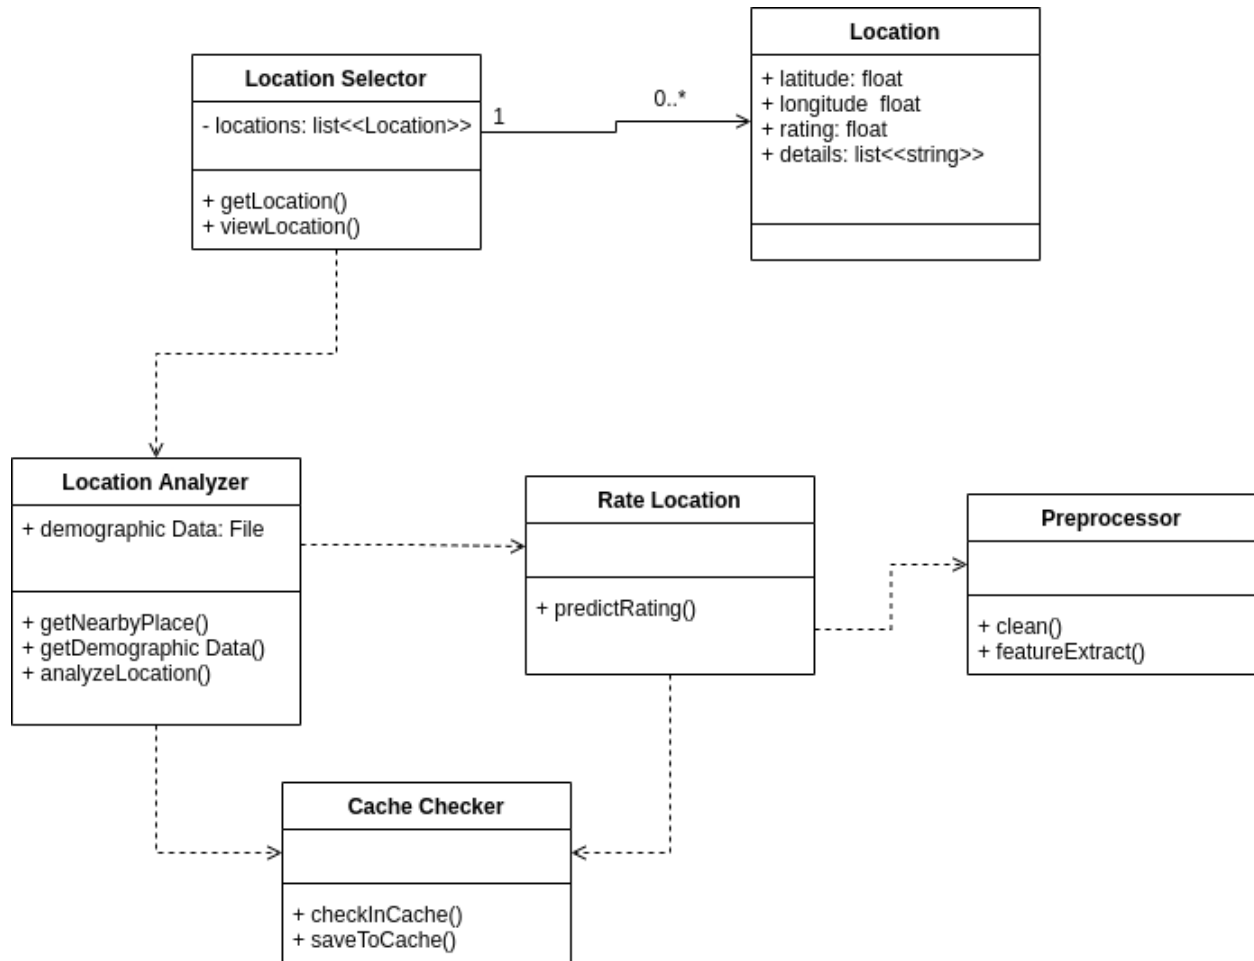 Location
+ latitude: float
+ longitude  float
+ rating: float
+ details: list<<string>>
Location Selector
- locations: list<<Location>>
+ getLocation()
+ viewLocation()
1
0..*
Location Analyzer
+ demographic Data: File
+ getNearbyPlace()
+ getDemographic Data()
+ analyzeLocation()
Rate Location
+ predictRating()
Preprocessor
+ clean()
+ featureExtract()
Cache Checker
+ checkInCache()
+ saveToCache()